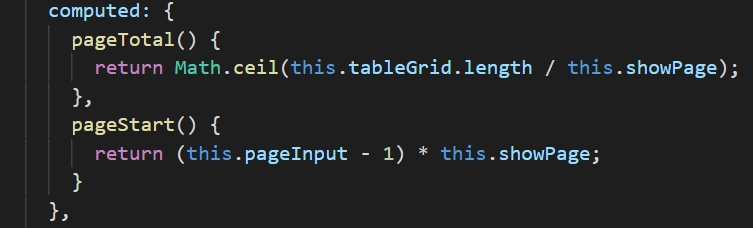 computed: {
pageTotal() {
return Math.ceil(this.tableGrid.length / this.showPage);
},
pageStart() {
return (this.pageInput - 1) * this.showPage;
}
},